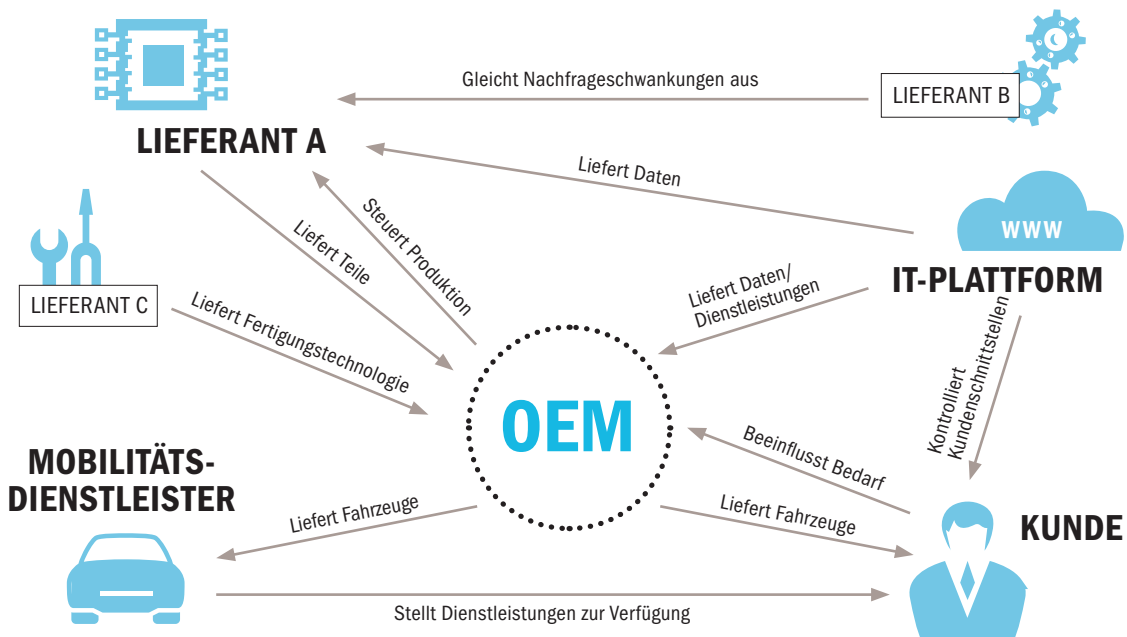 Gleicht Nachfrageschwankungen aus
LIEFERANT B
LIEFERANT A
Liefert Daten
WWW
IT-PLATTFORM
Steuert Produktion
Liefert Teile
LIEFERANT C
Liefert Fertigungstechnologie
Liefert Daten/
Dienstleistungen
Kontrolliert
Kundenschnittstellen
OEM
Beeinflusst Bedarf
MOBILITÄTS-
DIENSTLEISTER
Liefert Fahrzeuge
Liefert Fahrzeuge
KUNDE
Stellt Dienstleistungen zur Verfügung